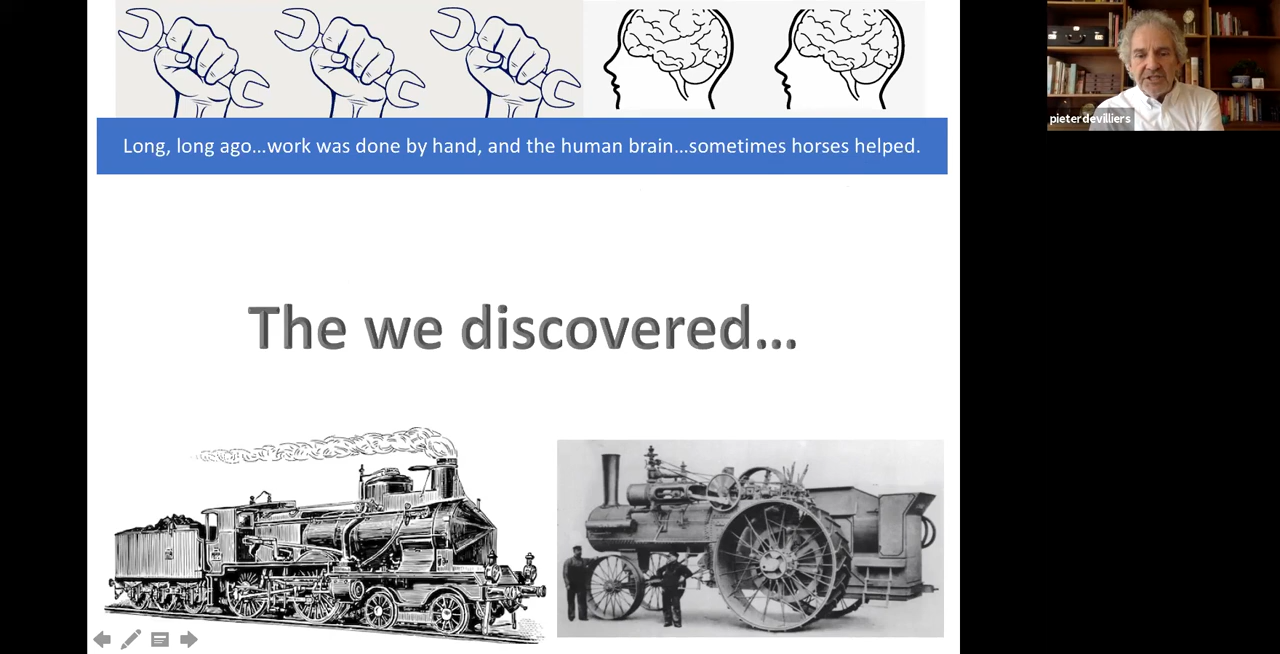 Long, long ago...work was done by hand, and the human brain...sometimes horses helped.
pieterdevilliers
The we discovered...